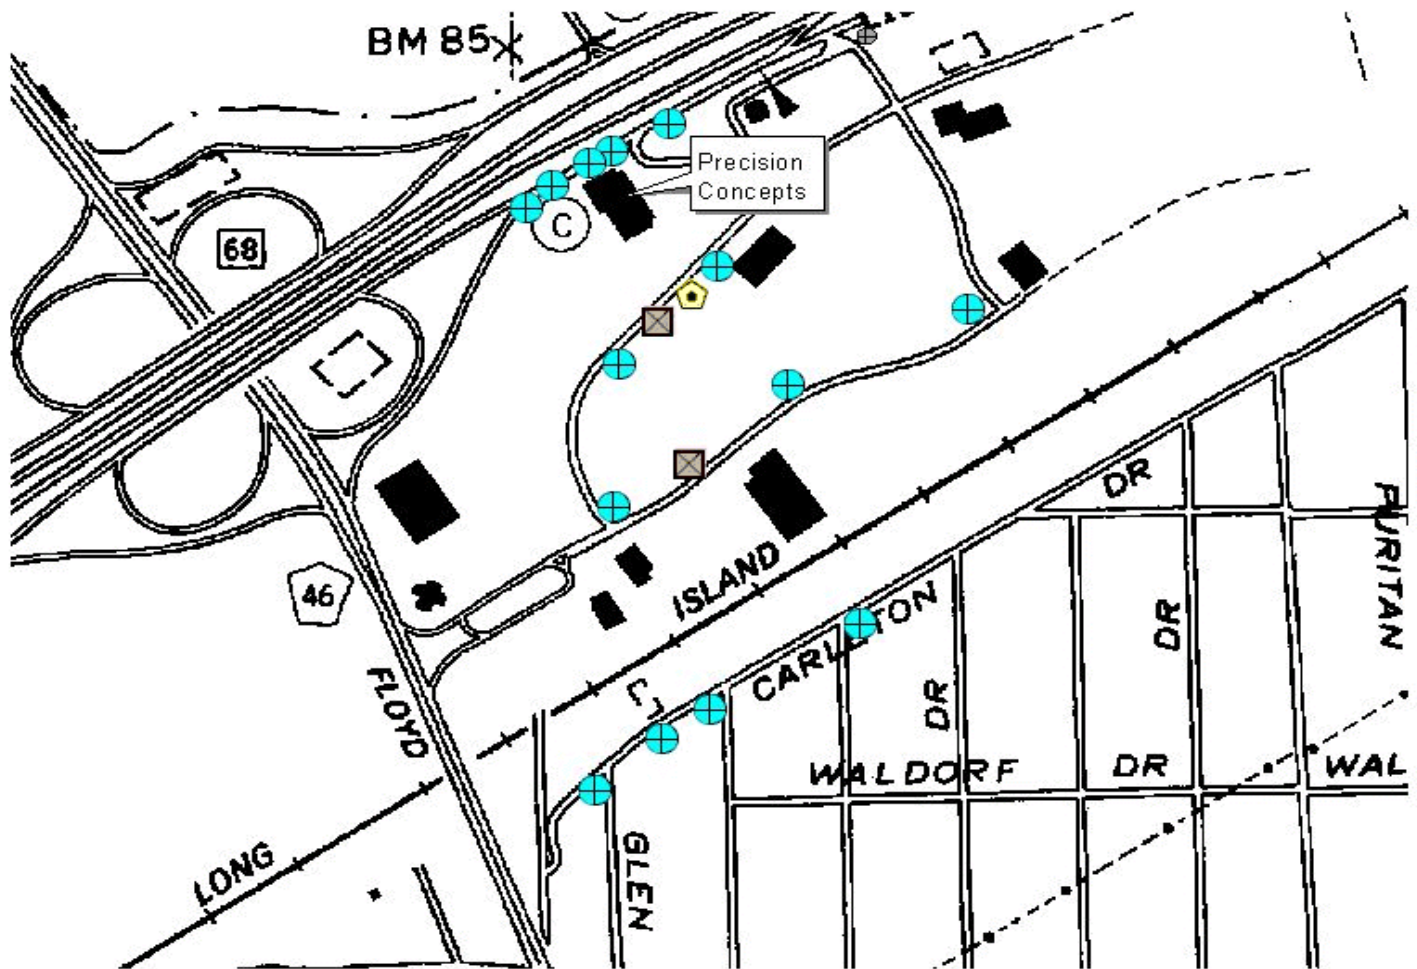 BM 85
Precision
Concepts
C
68
46
ISLAND
DR
PURITAN
CARLETON
DR
DR
FLOYD
WALDORF DR WAL
LONG
GLEN